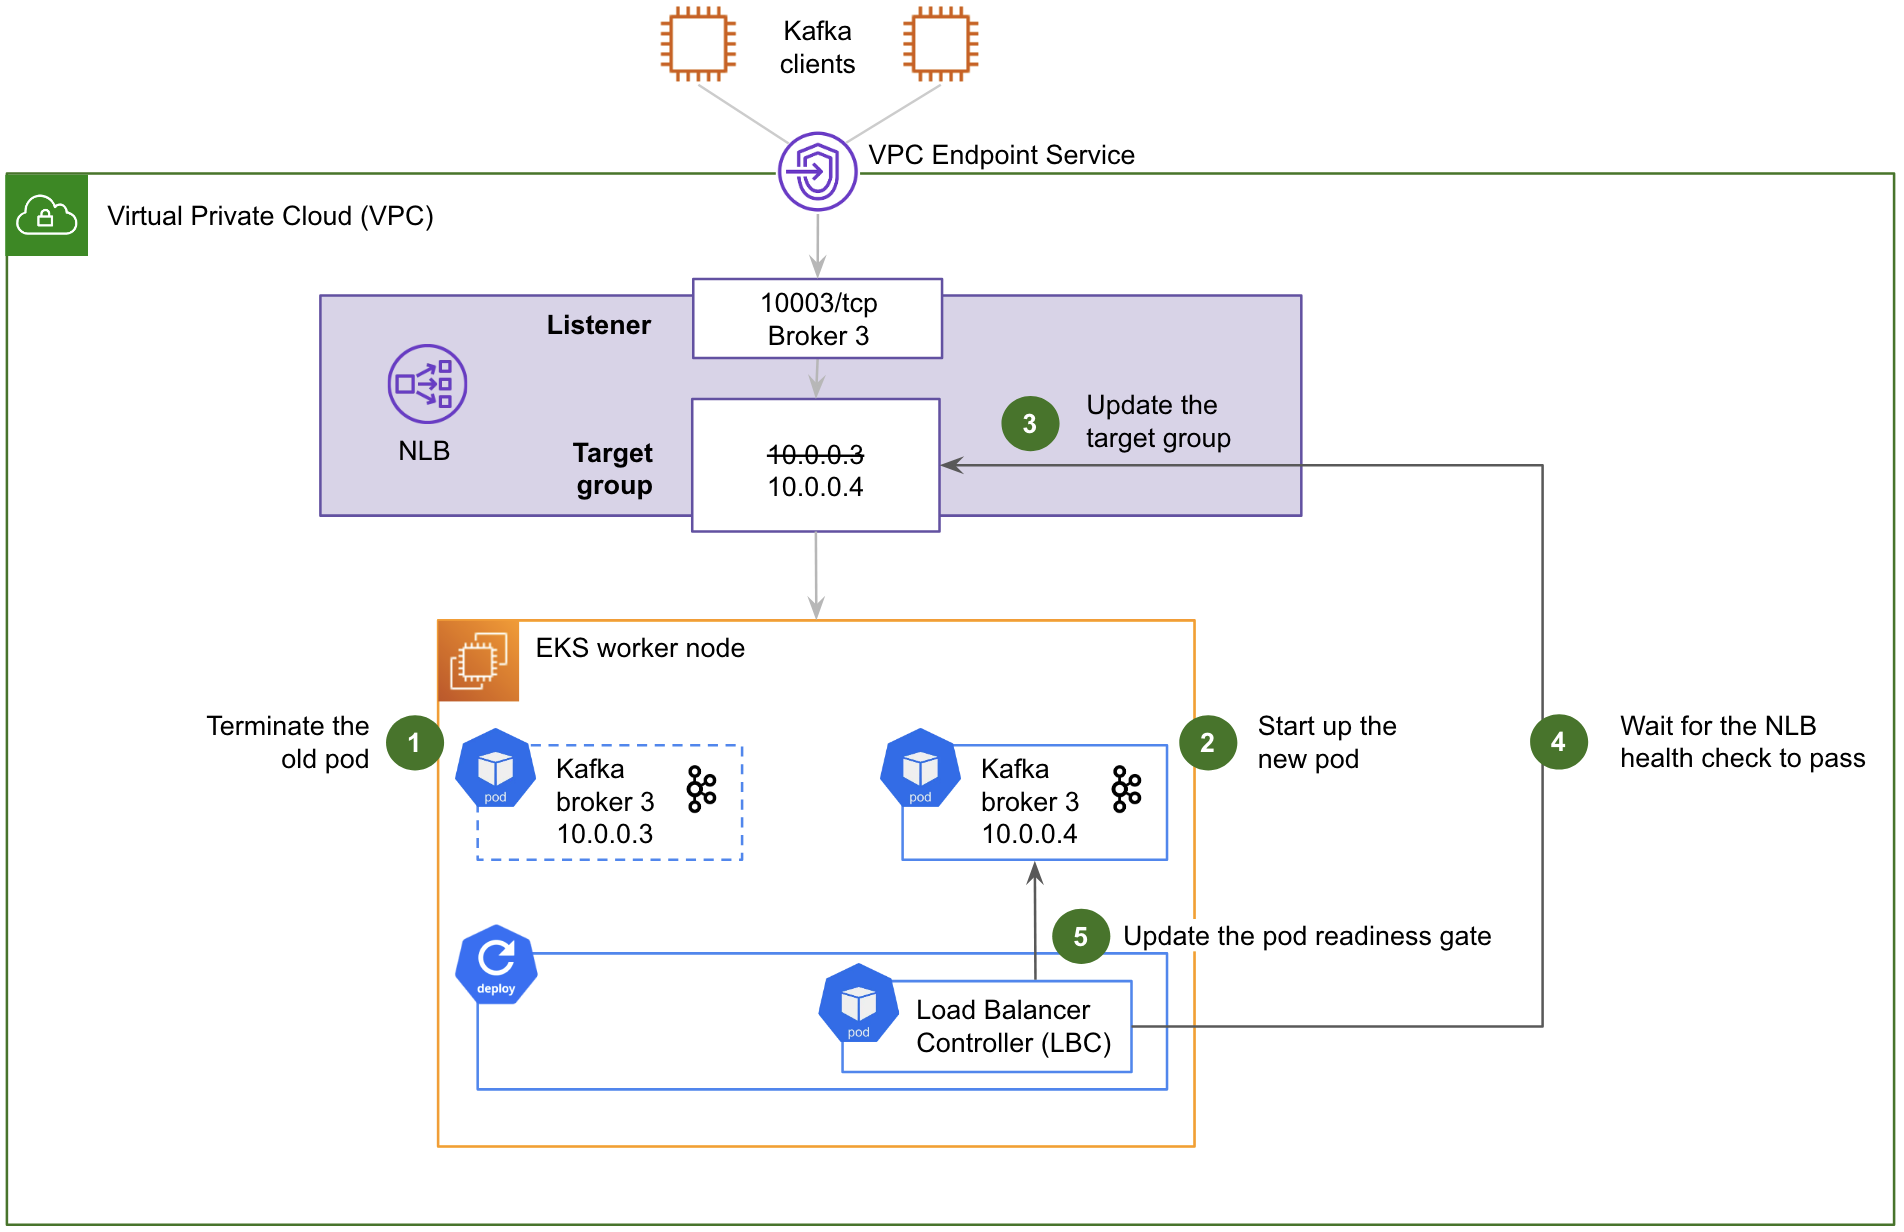 Kafka
clients
VPC Endpoint Service
Virtual Private Cloud (VPC)
10003/tcp
Broker 3
Listener
NLB
Target
group
10.0.0.3
10.0.0.4
3
Update the
target group
EKS worker node
Terminate the
old pod
1
pod
Kafka
broker 3
10.0.0.3
pod
Kafka
broker 3
10.0.0.4
2
Start up the
new pod
4
Wait for the NLB
health check to pass
5
Update the pod readiness gate
deploy
pod
Load Balancer
Controller (LBC)